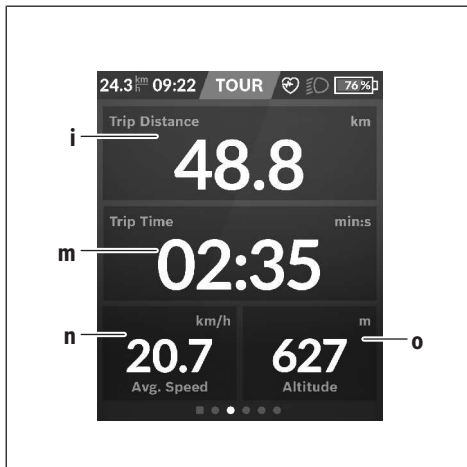 24.3 km/h 09:22 TOUR 76%
Trip Distance km
i
48.8
Trip Time min:s
m
02:35
km/h m
n o
20.7 627
Avg. Speed Altitude